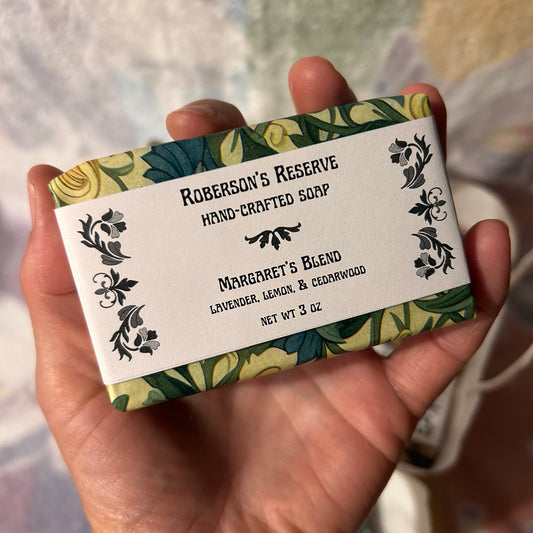 Roberson's Reserve
Hand-Crafted Soap
Margaret's Blend
Lavender, Lemon, & Cedarwood
Net Wt 3 oz